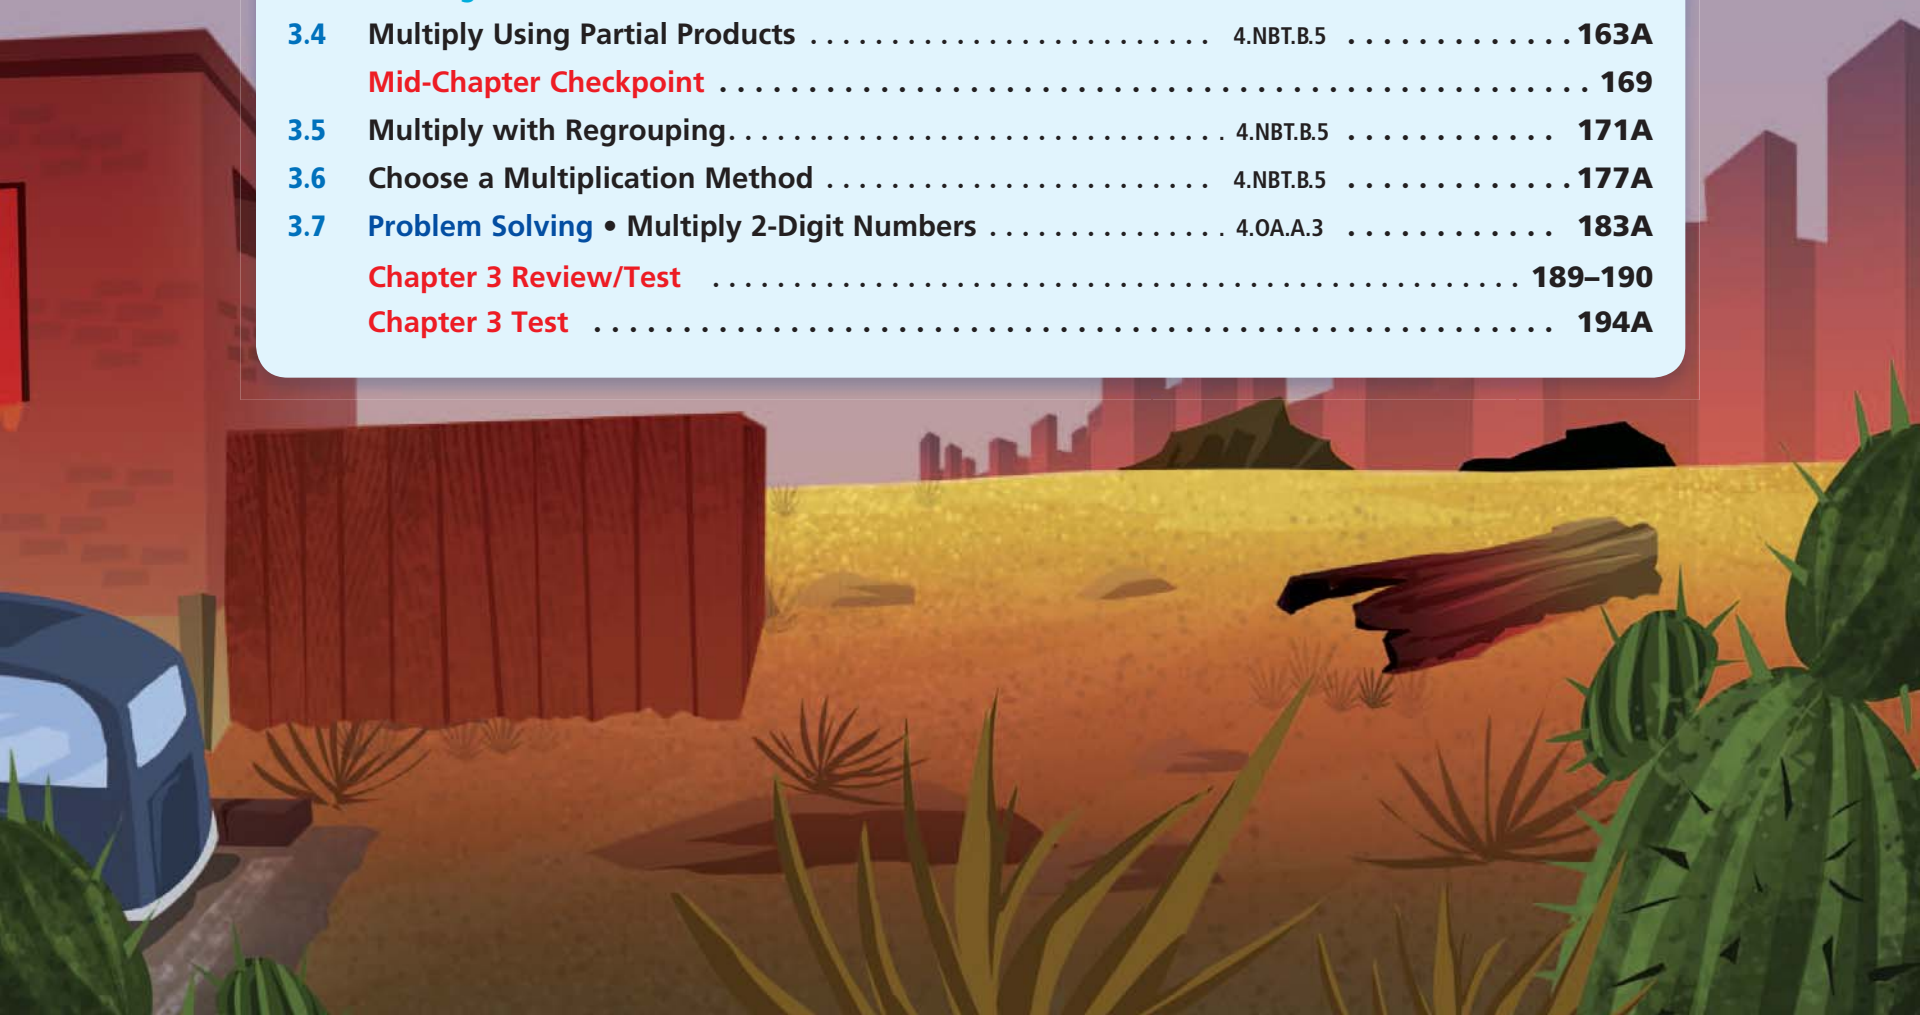 3.4 Multiply Using Partial Products . . . . . . . . . . . . . . . . . . . . . . . . . 4.NBT.B.5 . . . . . . . . . . . . 163A
Mid-Chapter Checkpoint . . . . . . . . . . . . . . . . . . . . . . . . . . . . . . . . . . . . . . . . . . . . . . . . . . . . . . 169
3.5 Multiply with Regrouping. . . . . . . . . . . . . . . . . . . . . . . . . . . . . . . 4.NBT.B.5 . . . . . . . . . . . 171A
3.6 Choose a Multiplication Method . . . . . . . . . . . . . . . . . . . . . . . . 4.NBT.B.5 . . . . . . . . . . . . 177A
3.7 Problem Solving • Multiply 2-Digit Numbers . . . . . . . . . . . . . . . 4.OA.A.3 . . . . . . . . . . . 183A
Chapter 3 Review/Test . . . . . . . . . . . . . . . . . . . . . . . . . . . . . . . . . . . . . . . . . . . . . . 189–190
Chapter 3 Test . . . . . . . . . . . . . . . . . . . . . . . . . . . . . . . . . . . . . . . . . . . . . . . . . . . . . . . . . 194A